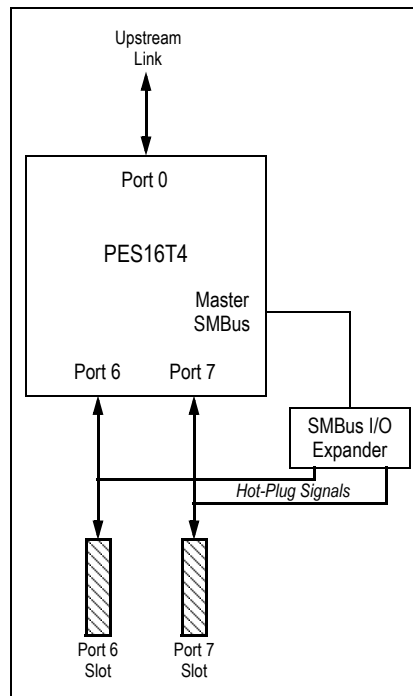 Upstream
Link
Port 0
PES16T4
Master
SMBus
Port 6 Port 7
SMBus I/O
Expander
Hot-Plug Signals
Port 6
Slot
Port 7
Slot